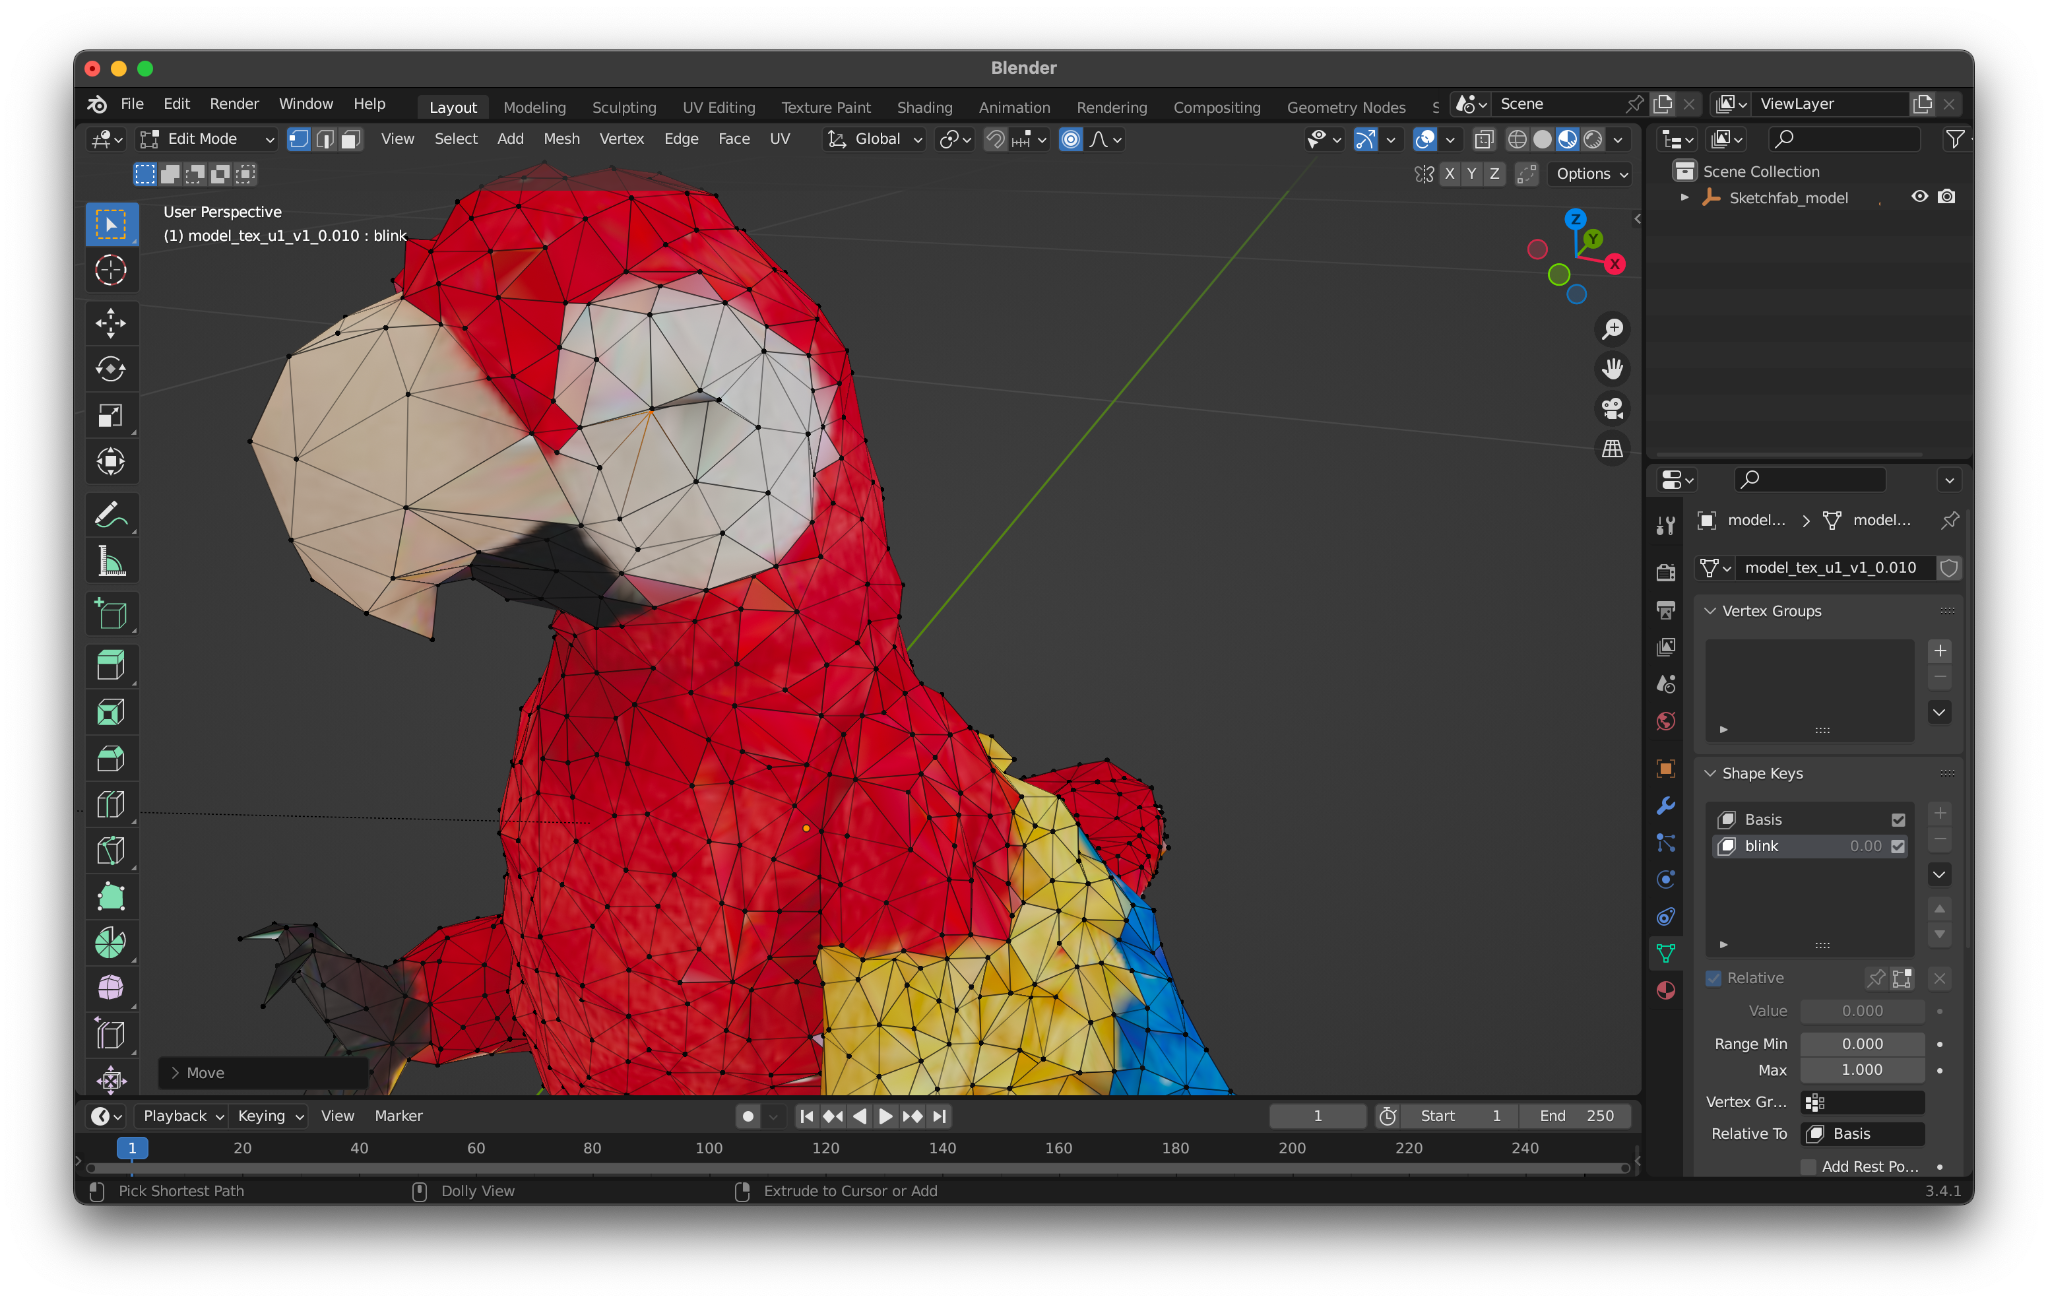 Blender
File Edit Render Window Help Layout Modeling Sculpting UV Editing Texture Paint Shading Animation Rendering Compositing Geometry Nodes Scene ViewLayer
Edit Mode View Select Add Mesh Vertex Edge Face UV Global
X Y Z Options
User Perspective
(1) model_tex_u1_v1_0.010 : blink
Z
Y
X
Scene Collection
Sketchfab_model
model... > model...
model_tex_u1_v1_0.010
Vertex Groups
Shape Keys
Basis
blink 0.00
Relative
Value 0.000
Range Min 0.000
Max 1.000
Vertex Gr...
Relative To Basis
Add Rest Po...
Move
Playback Keying View Marker 1 Start 1 End 250
1 20 40 60 80 100 120 140 160 180 200 220 240
Pick Shortest Path Dolly View Extrude to Cursor or Add 3.4.1